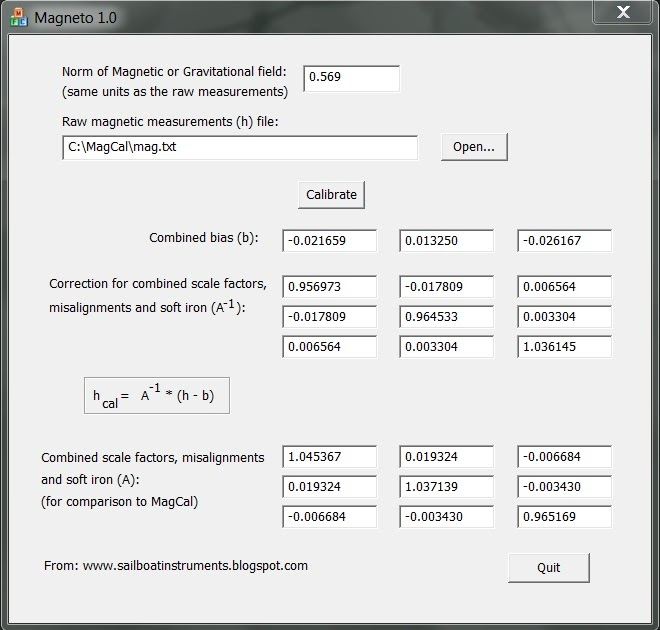 Magneto 1.0
Norm of Magnetic or Gravitational field: 0.569
(same units as the raw measurements)
Raw magnetic measurements (h) file:
C:\MagCal\mag.txt Open...
Calibrate
Combined bias (b): -0.021659 0.013250 -0.026167
Correction for combined scale factors, 0.956973 -0.017809 0.006564
misalignments and soft iron (A-1): -0.017809 0.964533 0.003304
0.006564 0.003304 1.036145
hcal = A-1 * (h - b)
Combined scale factors, misalignments 1.045367 0.019324 -0.006684
and soft iron (A): 0.019324 1.037139 -0.003430
(for comparison to MagCal) -0.006684 -0.003430 0.965169
From: www.sailboatinstruments.blogspot.com Quit